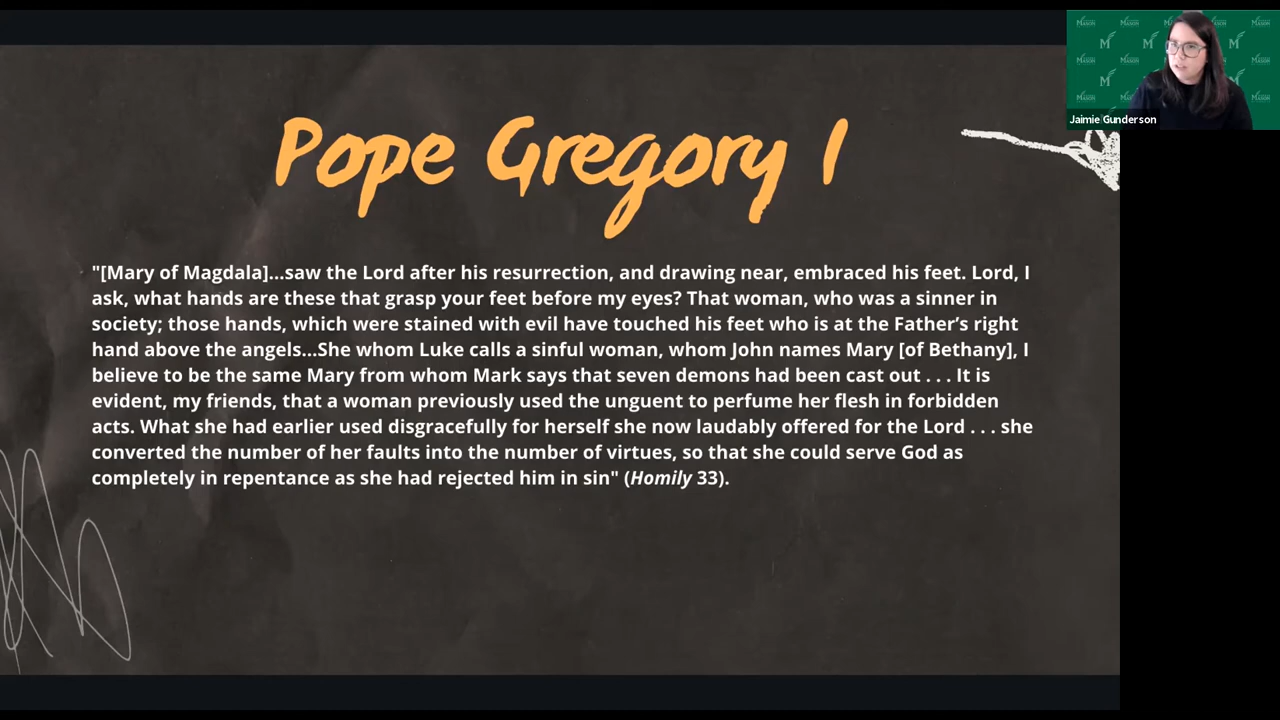 Pope Gregory I
"[Mary of Magdala]...saw the Lord after his resurrection, and drawing near, embraced his feet. Lord, I
ask, what hands are these that grasp your feet before my eyes? That woman, who was a sinner in
society; those hands, which were stained with evil have touched his feet who is at the Father’s right
hand above the angels...She whom Luke calls a sinful woman, whom John names Mary [of Bethany], I
believe to be the same Mary from whom Mark says that seven demons had been cast out . . . It is
evident, my friends, that a woman previously used the unguent to perfume her flesh in forbidden
acts. What she had earlier used disgracefully for herself she now laudably offered for the Lord . . . she
converted the number of her faults into the number of virtues, so that she could serve God as
completely in repentance as she had rejected him in sin" (Homily 33).
Jaimie Gunderson